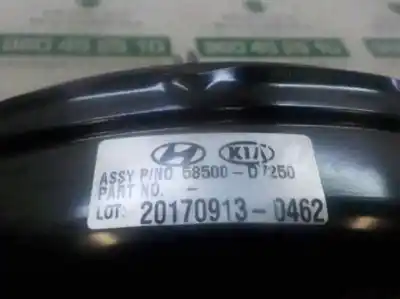 KIA
ASSY P/NO 58500-D7250
PART NO. -
LOT: 20170913-0462